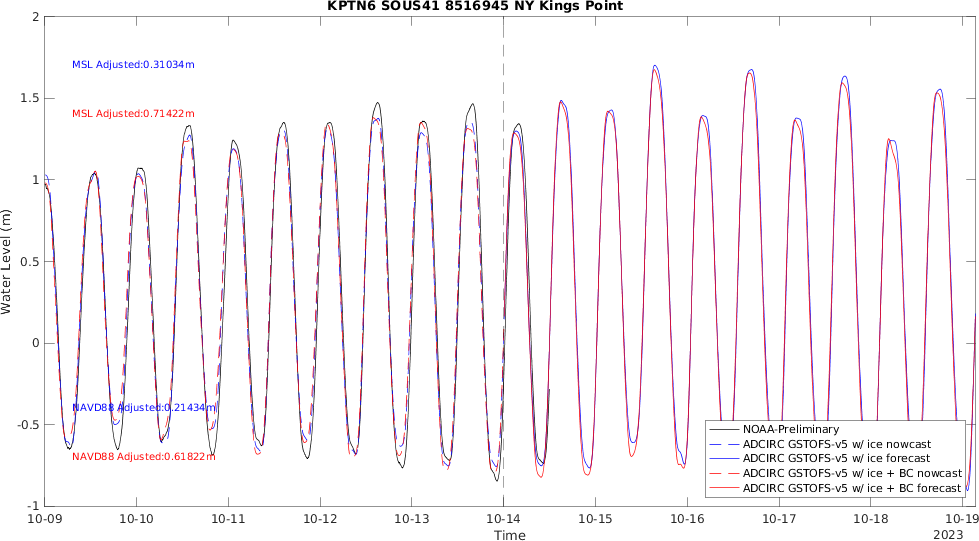 KPTN6 SOUS41 8516945 NY Kings Point
2
1.5
1
0.5
0
-0.5
-1
Water Level (m)
MSL Adjusted:0.31034m
MSL Adjusted:0.71422m
NAVD88 Adjusted:0.21434m
NAVD88 Adjusted:0.61822m
NOAA-Preliminary
ADCIRC GSTOFS-v5 w/ ice nowcast
ADCIRC GSTOFS-v5 w/ ice forecast
ADCIRC GSTOFS-v5 w/ ice + BC nowcast
ADCIRC GSTOFS-v5 w/ ice + BC forecast
10-09 10-10 10-11 10-12 10-13 10-14 10-15 10-16 10-17 10-18 10-19
Time
2023